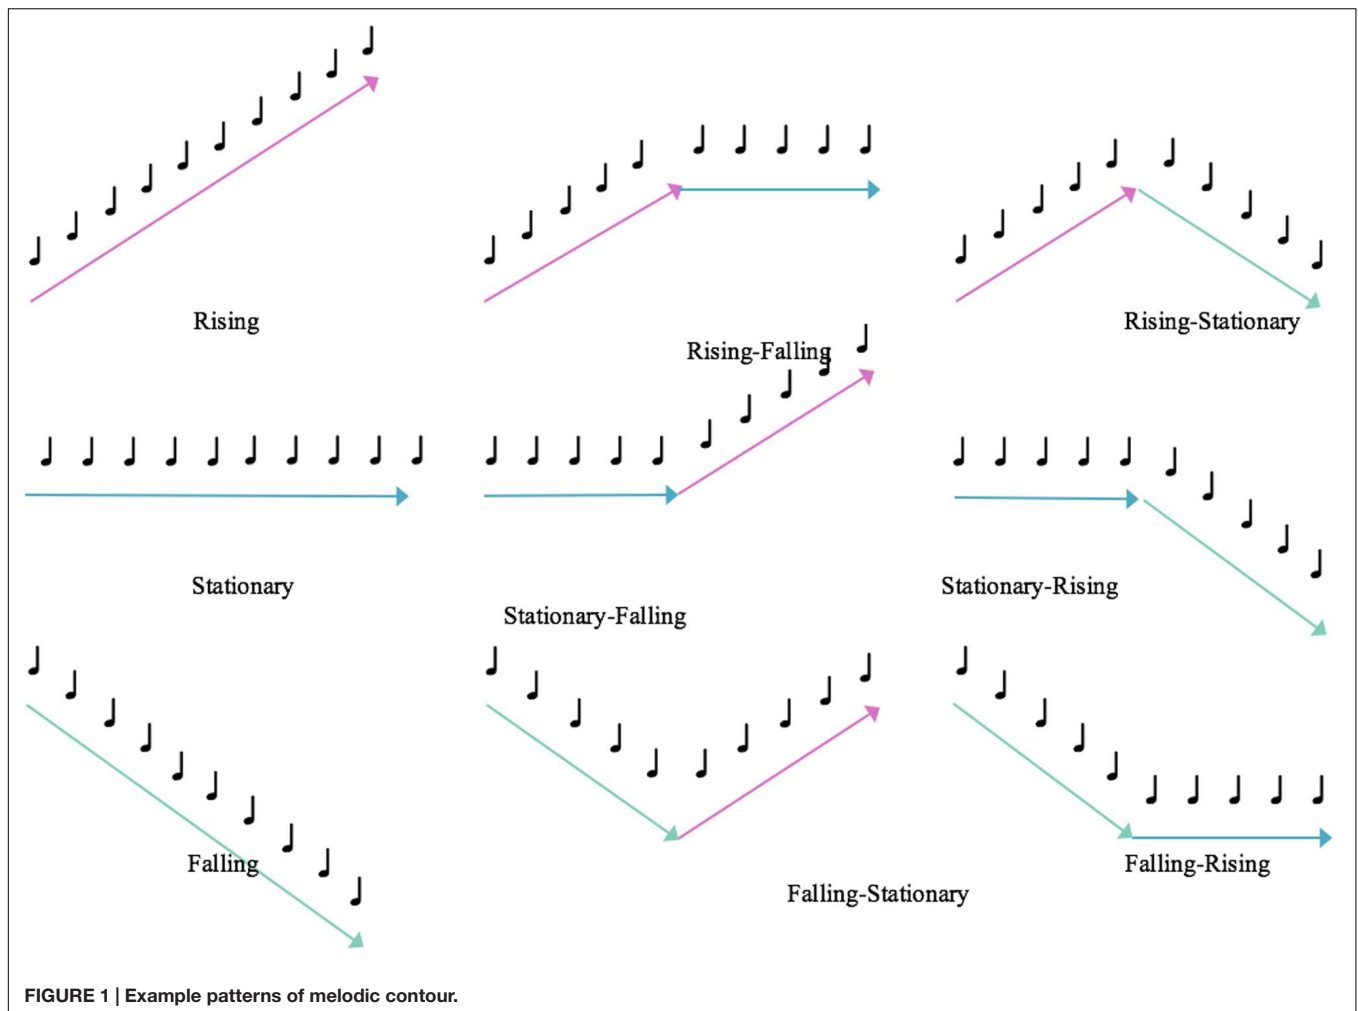 Rising
Rising-Falling
Rising-Stationary
Stationary
Stationary-Falling
Stationary-Rising
Falling
Falling-Stationary
Falling-Rising
FIGURE 1 | Example patterns of melodic contour.